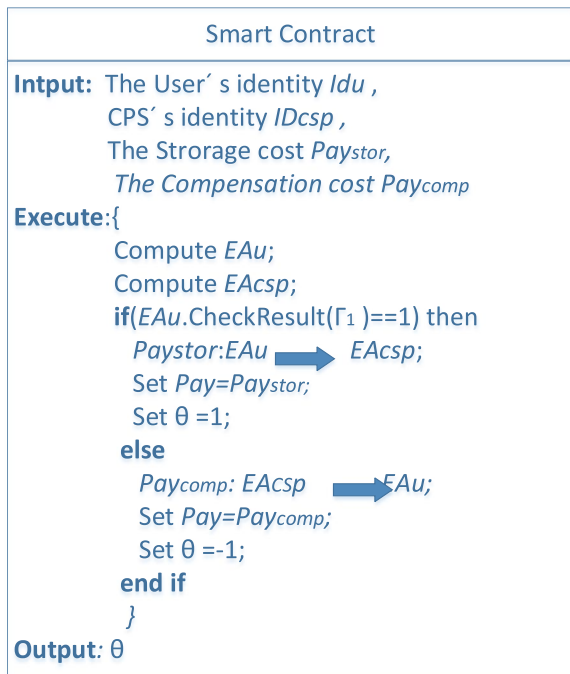 Smart Contract
Intput: The User´ s identity Idu ,
CPS´ s identity IDcsp ,
The Strorage cost Paystor,
The Compensation cost Paycomp
Execute:{
Compute EAu;
Compute EAcsp;
if(EAu.CheckResult(Γ₁ )==1) then
Paystor:EAu EAcsp;
Set Pay=Paystor;
Set θ =1;
else
Paycomp: EAcsp EAu;
Set Pay=Paycomp;
Set θ =-1;
end if
}
Output: θ